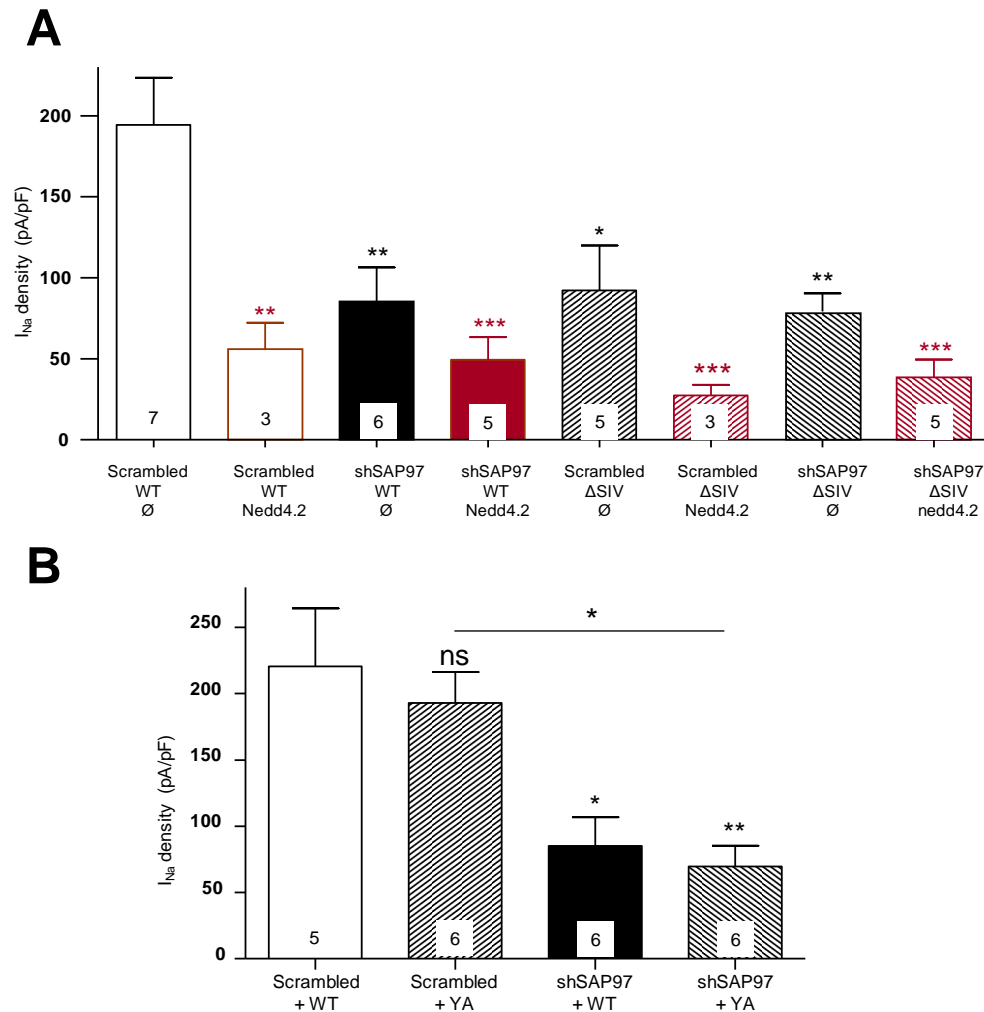 A
I_Na density (pA/pF)
200
150
100
50
0
**
**
***
*
***
**
***
7
3
6
5
5
3
5
Scrambled
WT
Ø
Scrambled
WT
Nedd4.2
shSAP97
WT
Ø
shSAP97
WT
Nedd4.2
Scrambled
ΔSIV
Ø
Scrambled
ΔSIV
Nedd4.2
shSAP97
ΔSIV
Ø
shSAP97
ΔSIV
nedd4.2
B
I_Na density (pA/pF)
250
200
150
100
50
0
*
ns
*
**
5
6
6
6
Scrambled
+ WT
Scrambled
+ YA
shSAP97
+ WT
shSAP97
+ YA